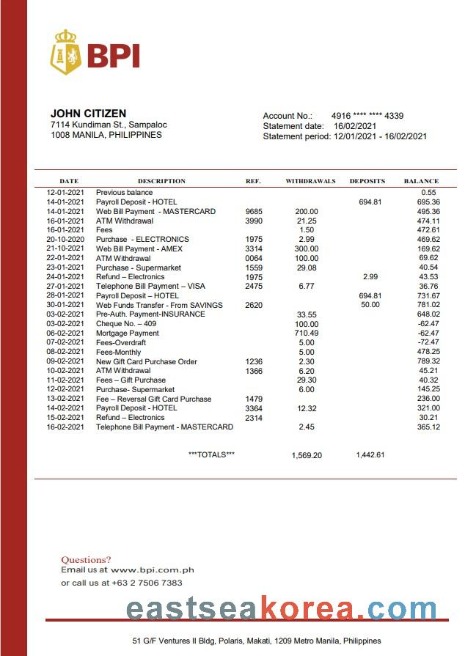 BPI
JOHN CITIZEN
7114 Kundiman St., Sampaloc
1008 MANILA, PHILIPPINES
Account No.: 4916 **** **** 4339
Statement date: 16/02/2021
Statement period: 12/01/2021 - 16/02/2021
DATE DESCRIPTION REF. WITHDRAWALS DEPOSITS BALANCE
12-01-2021 Previous balance 0.55
14-01-2021 Payroll Deposit - HOTEL 694.81 695.36
14-01-2021 Web Bill Payment - MASTERCARD 9685 200.00 495.36
16-01-2021 ATM Withdrawal 3990 21.25 474.11
16-01-2021 Fees 1.50 472.61
20-10-2020 Purchase - ELECTRONICS 1975 2.99 469.62
21-10-2020 Web Bill Payment - AMEX 3314 300.00 169.62
22-01-2021 ATM Withdrawal 0064 100.00 69.62
23-01-2021 Purchase - Supermarket 1559 29.08 40.54
24-01-2021 Refund – Electronics 1975 2.99 43.53
27-01-2021 Telephone Bill Payment – VISA 2475 6.77 36.76
28-01-2021 Payroll Deposit – HOTEL 694.81 731.67
30-01-2021 Web Funds Transfer - From SAVINGS 2620 50.00 781.02
03-02-2021 Pre-Auth. Payment-INSURANCE 33.55 648.02
03-02-2021 Cheque No. – 409 100.00 -62.47
06-02-2021 Mortgage Payment 710.49 -62.47
07-02-2021 Fees-Overdraft 5.00 -72.47
08-02-2021 Fees-Monthly 5.00 478.25
09-02-2021 New Gift Card Purchase Order 1236 2.30 789.32
10-02-2021 ATM Withdrawal 1366 6.20 45.21
11-02-2021 Fees – Gift Purchase 29.30 40.32
12-02-2021 Purchase- Supermarket 6.00 145.25
13-02-2021 Fee – Reversal Gift Card Purchase 1479 236.00
14-02-2021 Payroll Deposit - HOTEL 3364 12.32 321.00
15-02-2021 Refund – Electronics 2314 30.21
16-02-2021 Telephone Bill Payment - MASTERCARD 2.45 365.12
***TOTALS*** 1,569.20 1,442.61
Questions?
Email us at www.bpi.com.ph
or call us at +63 2 7506 7383
eastseakorea.com
51 G/F Ventures II Bldg, Polaris, Makati, 1209 Metro Manila, Philippines